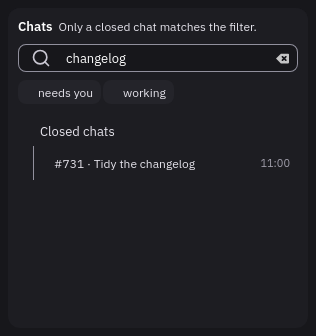 Chats Only a closed chat matches the filter.
changelog
needs you working
Closed chats
#731 · Tidy the changelog 11:00